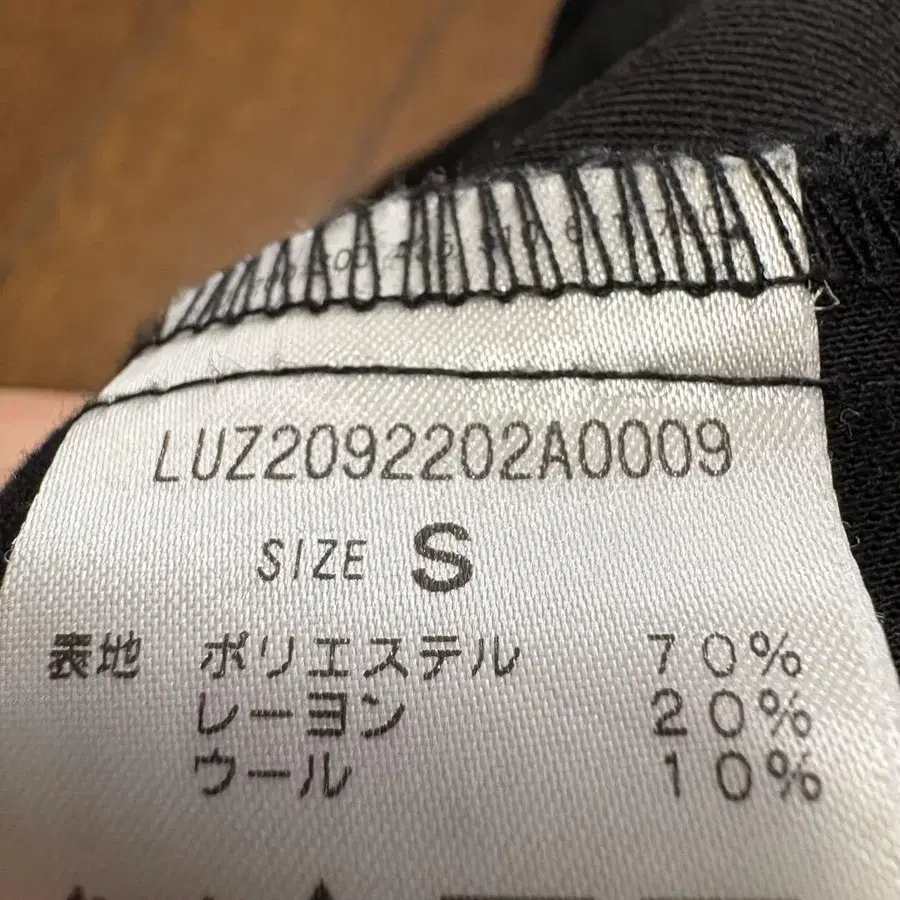 LUZ2092202A0009
SIZE S
表地 ポリエステル 70%
レーヨン 20%
ウール 10%